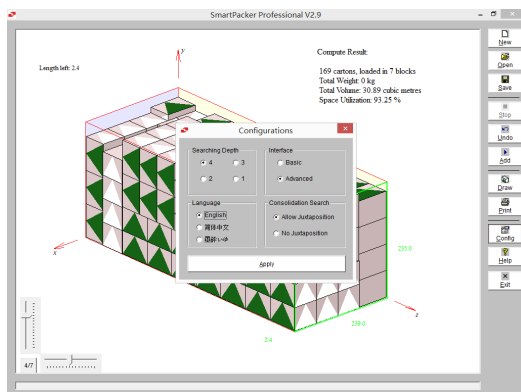 SmartPacker Professional V2.9
Length left: 2.4
y
Compute Result:
169 cartons, loaded in 7 blocks
Total Weight: 0 kg
Total Volume: 30.89 cubic metres
Space Utilization: 93.25 %
New
Open
Save
Stop
Undo
Add
Draw
Print
Config
Help
Exit
Configurations
Searching Depth
4
3
2
1
Interface
Basic
Advanced
Language
English
简体中文
Consolidation Search
Allow Juxtaposition
No Juxtaposition
Apply
x
z
235.0
239.0
2.4
4/7